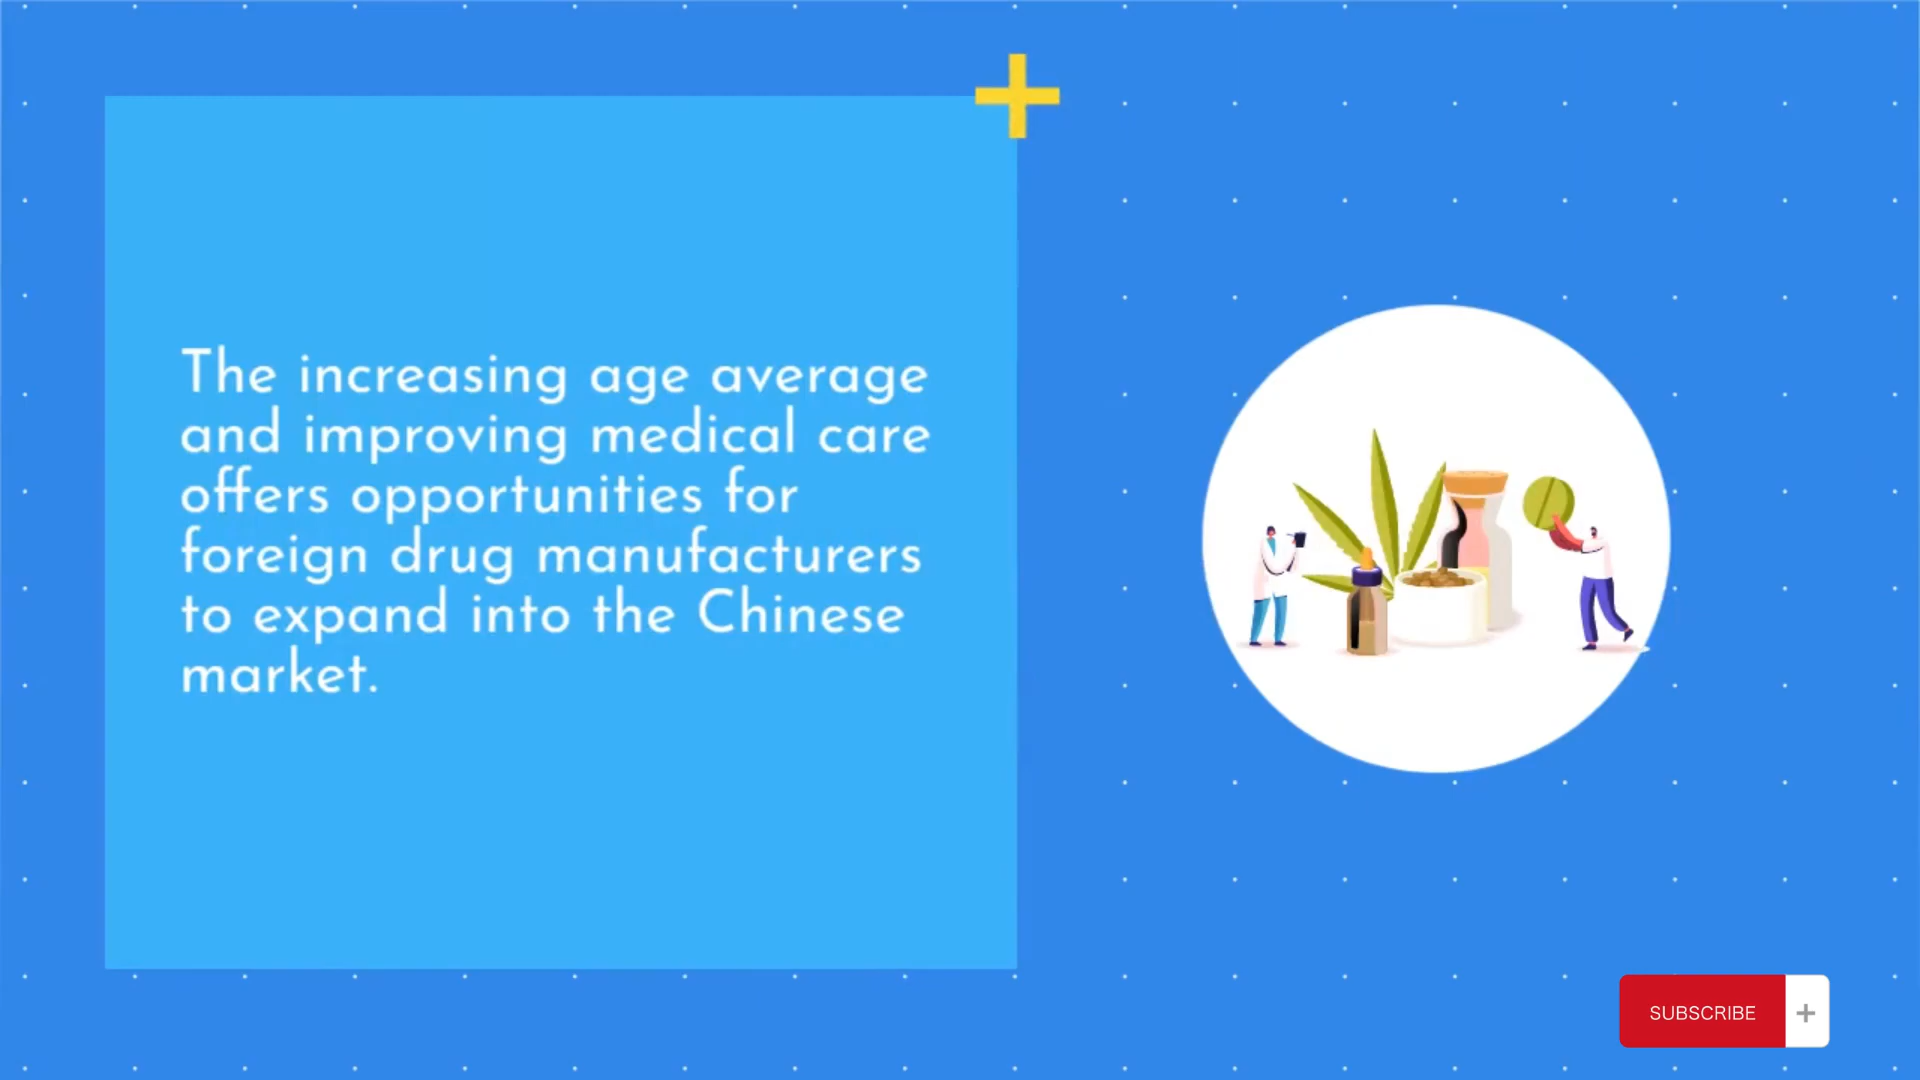 The increasing age average
and improving medical care
offers opportunities for
foreign drug manufacturers
to expand into the Chinese
market.
SUBSCRIBE